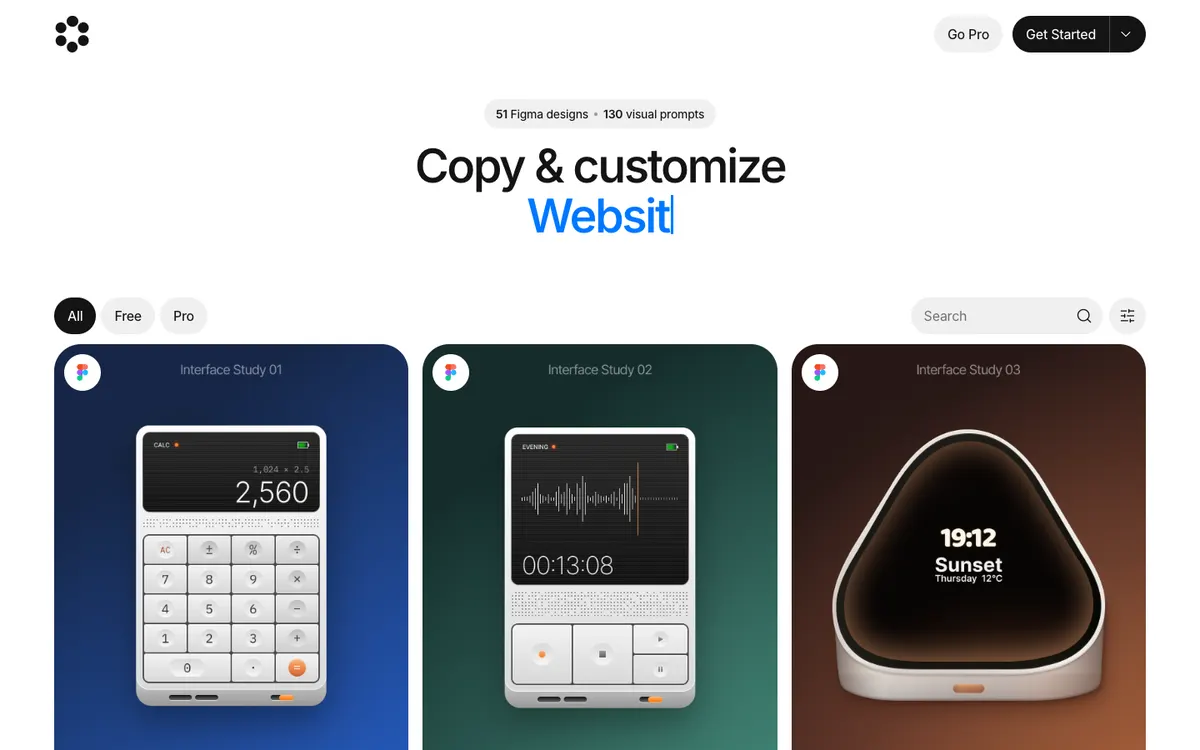 Go Pro
Get Started
51 Figma designs • 130 visual prompts
Copy & customize
Websit
All
Free
Pro
Search
Interface Study 01
CALC
1,024 × 2.5
2,560
AC ± % ÷
7 8 9 ×
4 5 6 −
1 2 3 +
0 · =
Interface Study 02
EVENING
00:13:08
Interface Study 03
19:12
Sunset
Thursday 12°C